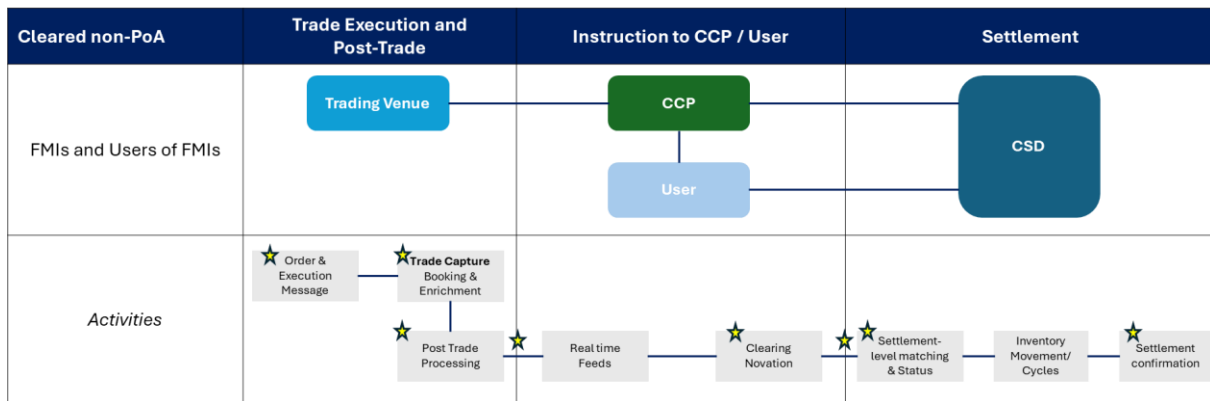 Cleared non-PoA
Trade Execution and
Post-Trade
Instruction to CCP / User
Settlement
FMIs and Users of FMIs
Trading Venue
CCP
User
CSD
Activities
Order &
Execution
Message
Trade Capture
Booking &
Enrichment
Post Trade
Processing
Real time
Feeds
Clearing
Novation
Settlement-
level matching
& Status
Inventory
Movement/
Cycles
Settlement
confirmation